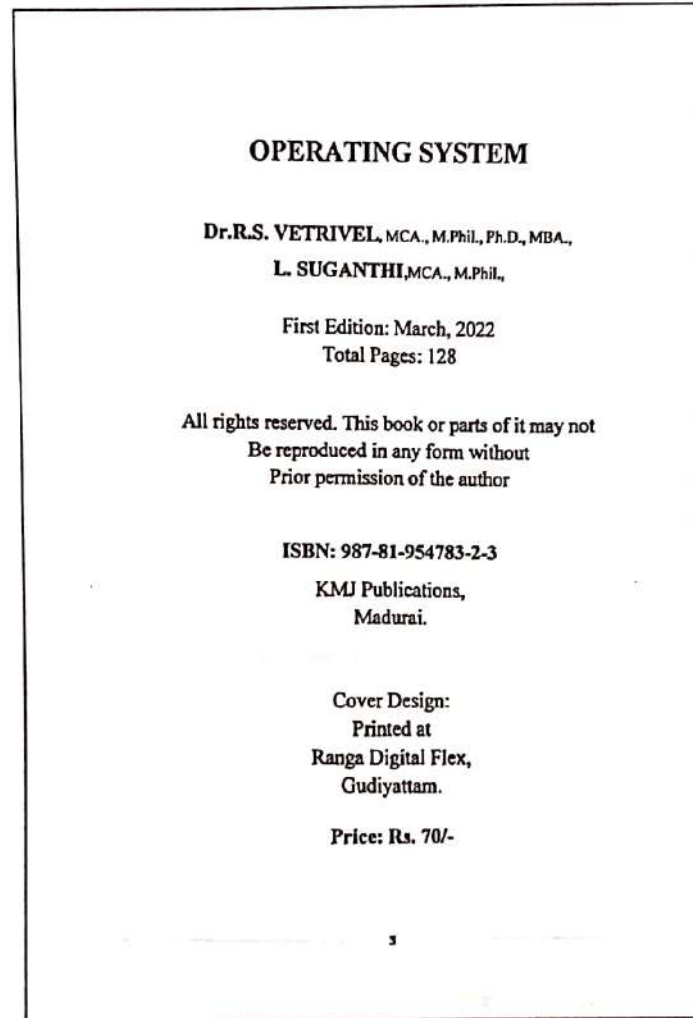 OPERATING SYSTEM
Dr.R.S. VETRIVEL, MCA., M.Phil., Ph.D., MBA.,
L. SUGANTHI,MCA., M.Phil.,
First Edition: March, 2022
Total Pages: 128
All rights reserved. This book or parts of it may not
Be reproduced in any form without
Prior permission of the author
ISBN: 987-81-954783-2-3
KMJ Publications,
Madurai.
Cover Design:
Printed at
Ranga Digital Flex,
Gudiyattam.
Price: Rs. 70/-
3